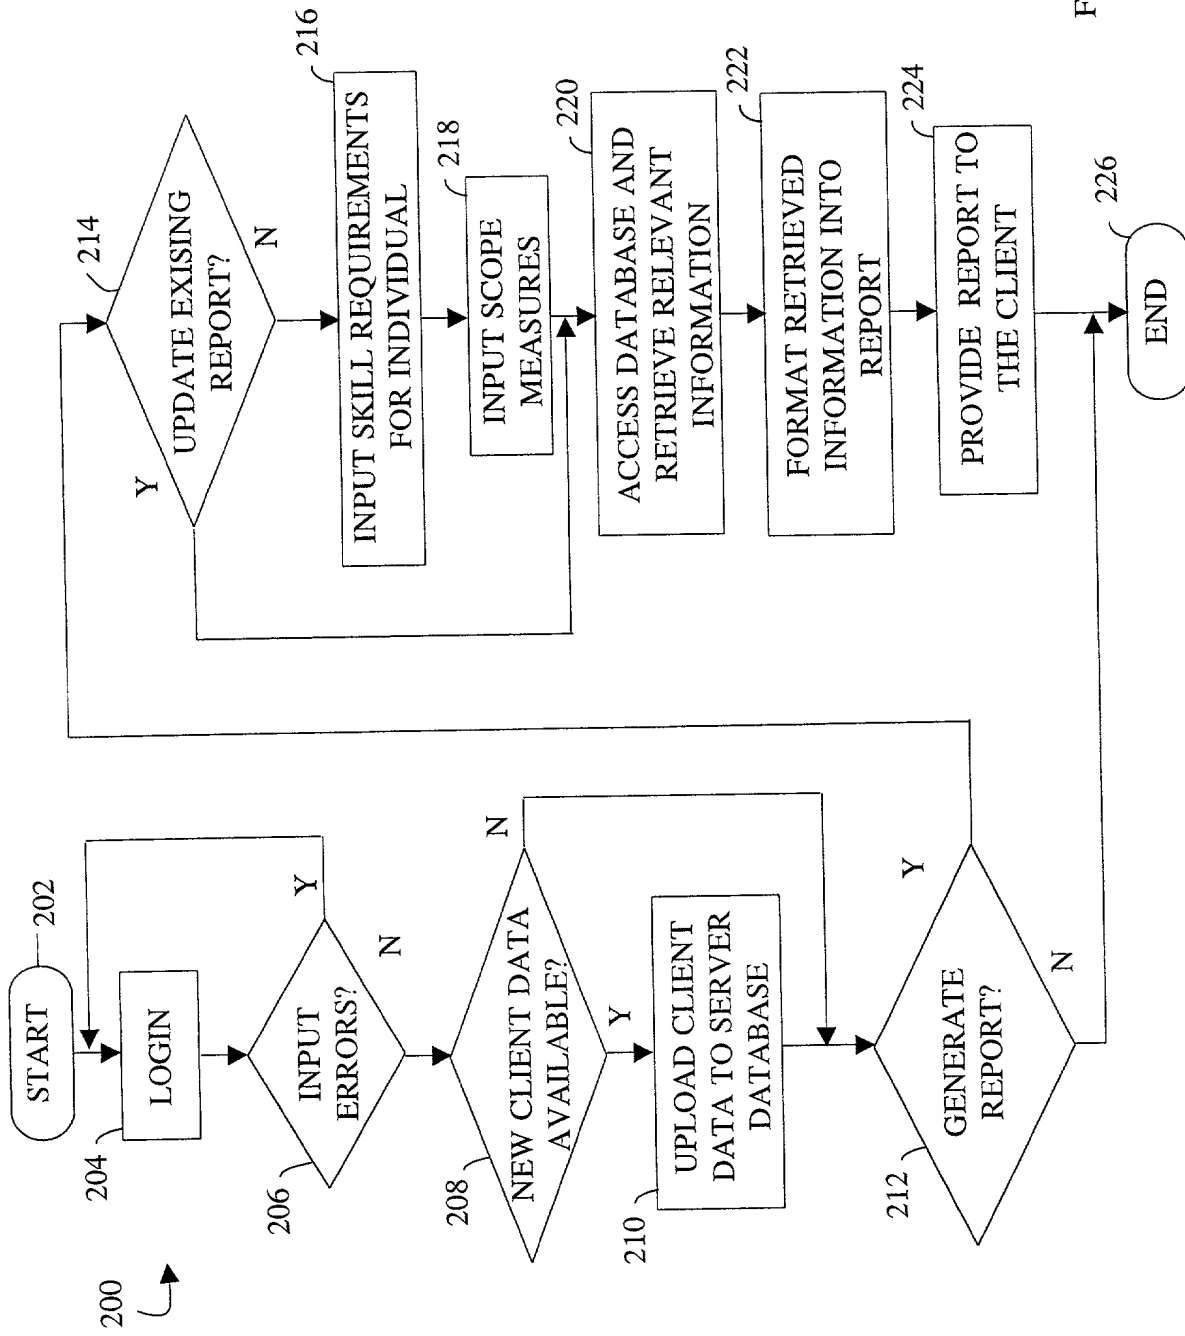 200
START
202
LOGIN
204
INPUT
ERRORS?
206
Y
N
NEW CLIENT DATA
AVAILABLE?
208
N
Y
UPLOAD CLIENT
DATA TO SERVER
DATABASE
210
GENERATE
REPORT?
212
Y
N
UPDATE EXISING
REPORT?
214
Y
N
INPUT SKILL REQUIREMENTS
FOR INDIVIDUAL
216
INPUT SCOPE
MEASURES
218
ACCESS DATABASE AND
RETRIEVE RELEVANT
INFORMATION
220
FORMAT RETRIEVED
INFORMATION INTO
REPORT
222
PROVIDE REPORT TO
THE CLIENT
224
END
226
F